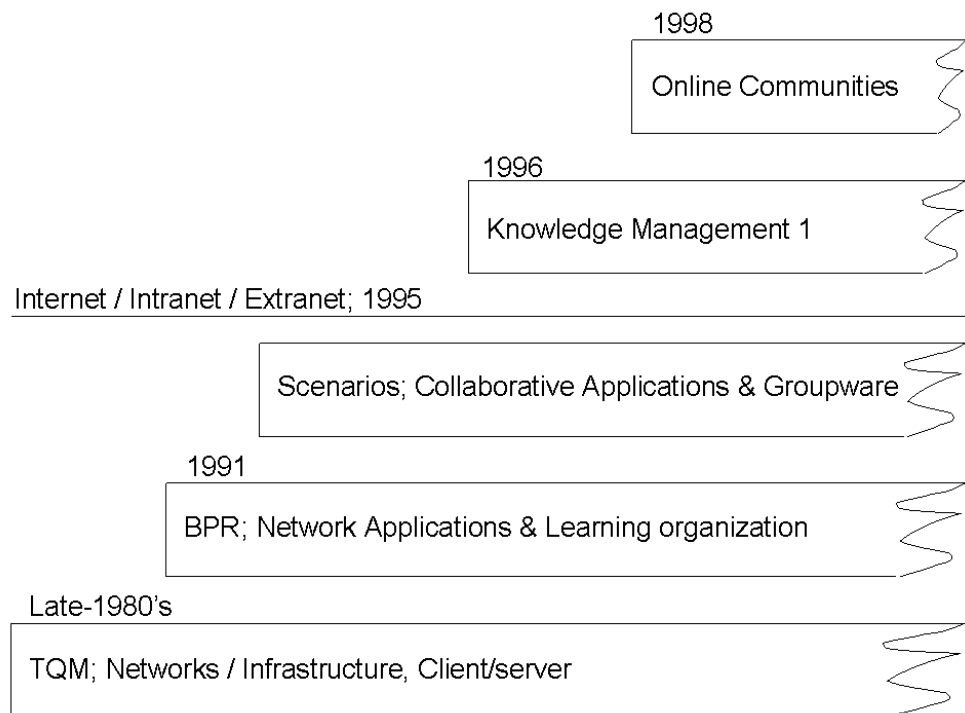 1998
Online Communities
1996
Knowledge Management 1
Internet / Intranet / Extranet; 1995
Scenarios; Collaborative Applications & Groupware
1991
BPR; Network Applications & Learning organization
Late-1980's
TQM; Networks / Infrastructure, Client/server